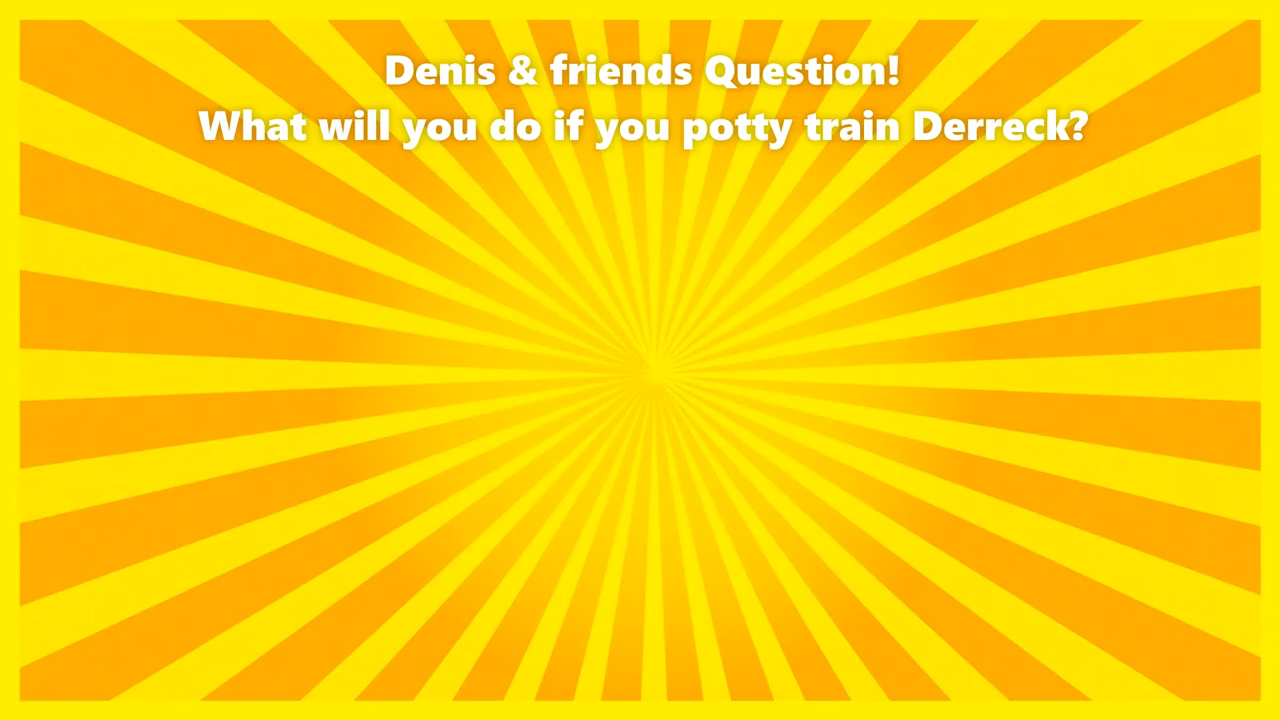 Denis & friends Question!
What will you do if you potty train Derreck?